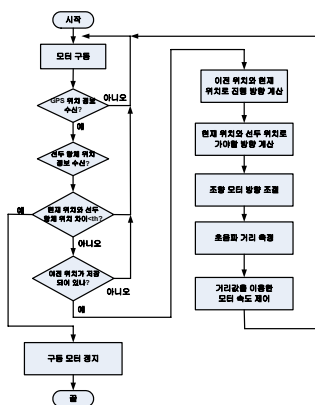 시작
모터 구동
GPS 위치 정보
수신?
아니오
예
선두 함체 위치
정보 수신?
현재 위치와 선두
함체 위치 차이<th?
예
아니오
이전 위치가 저장
되어 있나?
아니오
예
구동 모터 정지
끝
이전 위치와 현재
위치로 진행 방향 계산
현재 위치와 선두 위치로
가야할 방향 계산
조향 모터 방향 조절
초음파 거리 측정
거리값을 이용한
모터 속도 제어